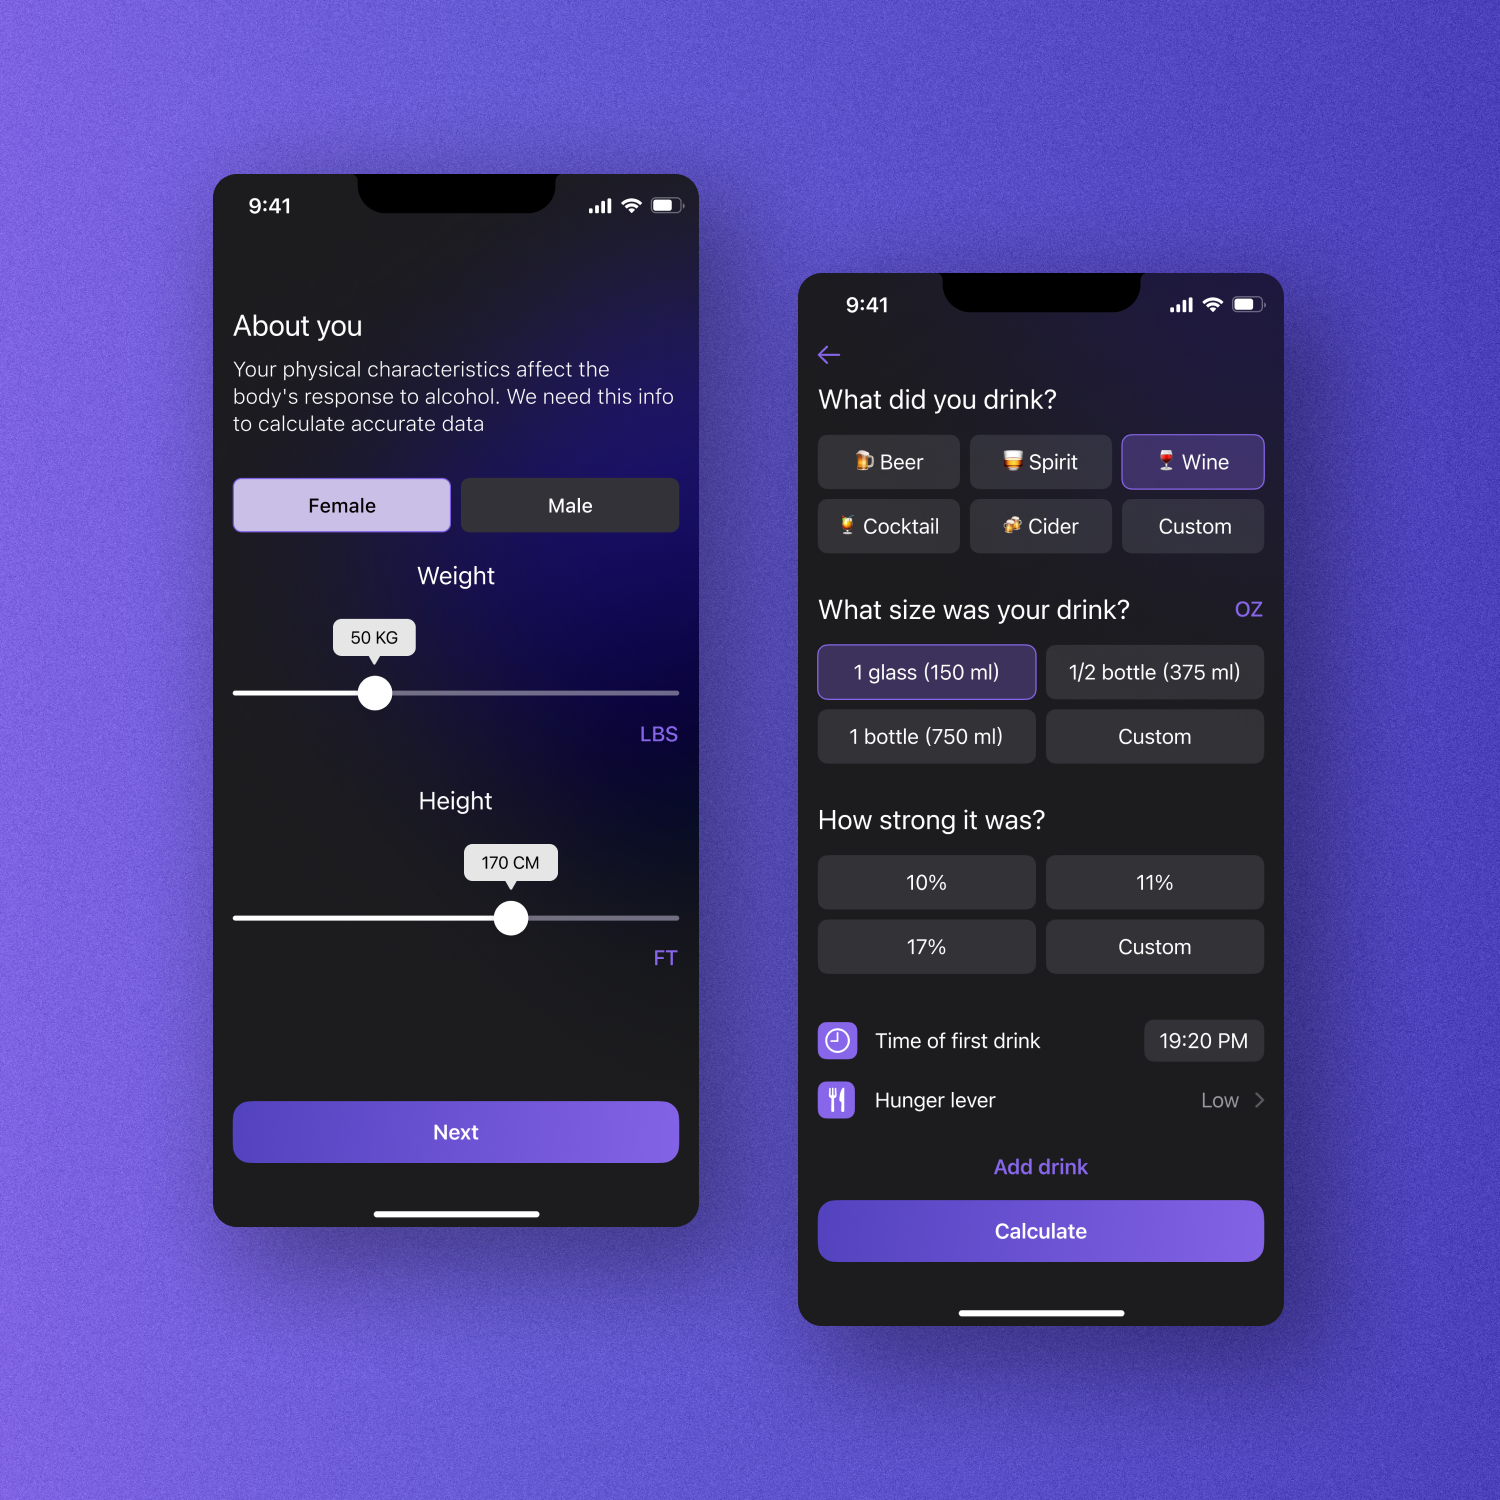 9:41
About you
Your physical characteristics affect the
body's response to alcohol. We need this info
to calculate accurate data
Female
Male
Weight
50 KG
LBS
Height
170 CM
FT
Next
9:41
What did you drink?
Beer
Spirit
Wine
Cocktail
Cider
Custom
What size was your drink?
OZ
1 glass (150 ml)
1/2 bottle (375 ml)
1 bottle (750 ml)
Custom
How strong it was?
10%
11%
17%
Custom
Time of first drink
19:20 PM
Hunger lever
Low
Add drink
Calculate